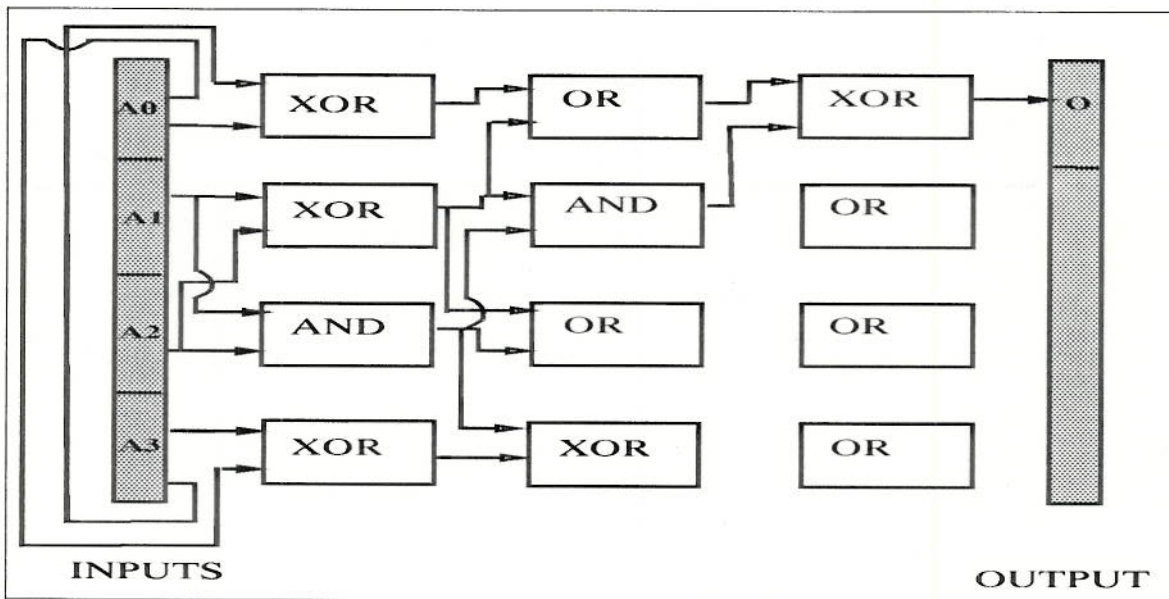 A0
XOR
OR
XOR
O
A1
XOR
AND
OR
A2
AND
OR
OR
A3
XOR
XOR
OR
INPUTS
OUTPUT